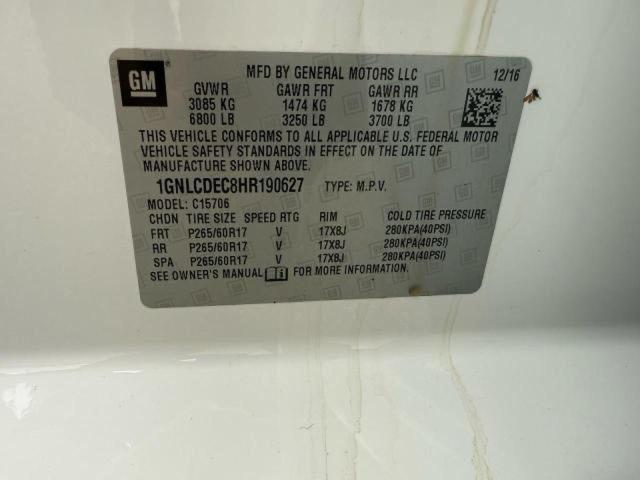 GM
MFD BY GENERAL MOTORS LLC 12/16
GVWR GAWR FRT GAWR RR
3085 KG 1474 KG 1678 KG
6800 LB 3250 LB 3700 LB
THIS VEHICLE CONFORMS TO ALL APPLICABLE U.S. FEDERAL MOTOR
VEHICLE SAFETY STANDARDS IN EFFECT ON THE DATE OF
MANUFACTURE SHOWN ABOVE.
1GNLCDEC8HR190627 TYPE: M.P.V.
MODEL: C15706
CHDN TIRE SIZE SPEED RTG RIM COLD TIRE PRESSURE
FRT P265/60R17 V 17X8J 280KPA(40PSI)
RR P265/60R17 V 17X8J 280KPA(40PSI)
SPA P265/60R17 V 17X8J 280KPA(40PSI)
SEE OWNER'S MANUAL FOR MORE INFORMATION.